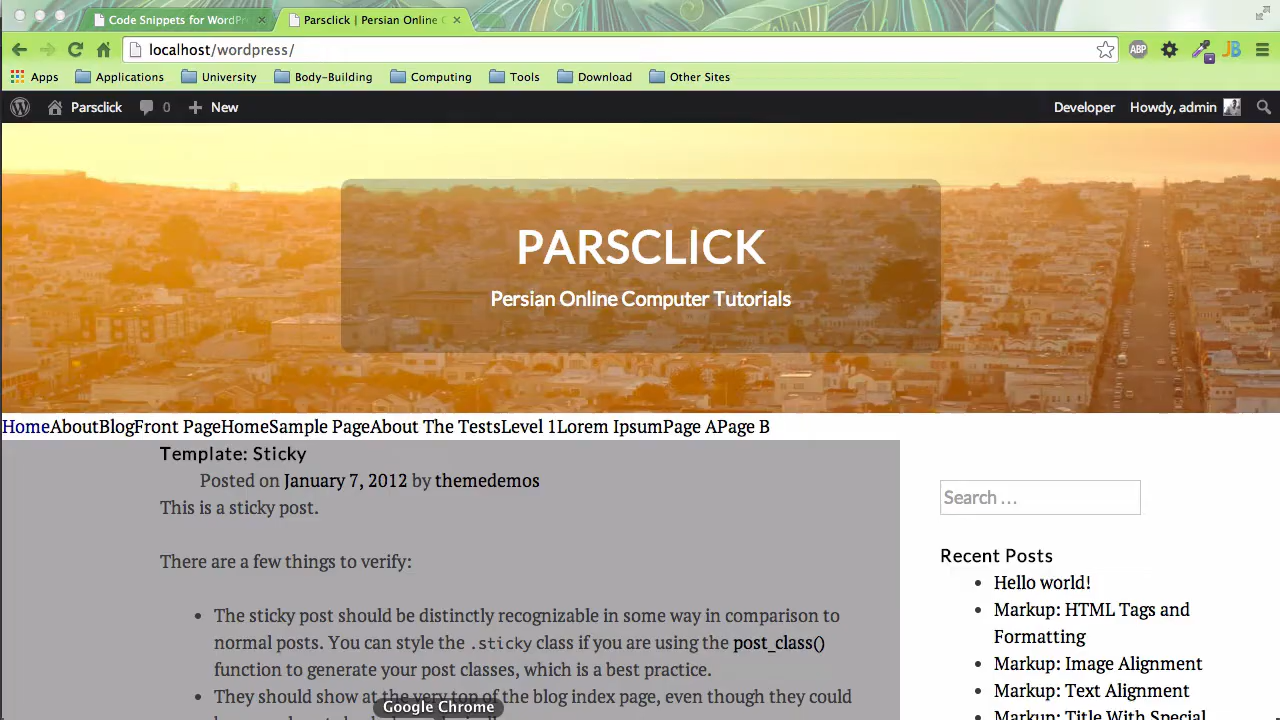 Code Snippets for WordPr
Parsclick | Persian Online C
localhost/wordpress/
ABP
JB
Apps
Applications
University
Body-Building
Computing
Tools
Download
Other Sites
Parsclick
0
New
Developer
Howdy, admin
PARSCLICK
Persian Online Computer Tutorials
HomeAboutBlogFront PageHomeSample PageAbout The TestsLevel 1Lorem IpsumPage APage B
Template: Sticky
Posted on January 7, 2012 by themedemos
This is a sticky post.
There are a few things to verify:
The sticky post should be distinctly recognizable in some way in comparison to
normal posts. You can style the .sticky class if you are using the post_class()
function to generate your post classes, which is a best practice.
They should show at the very top of the blog index page, even though they could
Google Chrome
Search …
Recent Posts
Hello world!
Markup: HTML Tags and
Formatting
Markup: Image Alignment
Markup: Text Alignment
Markup: Title With Special